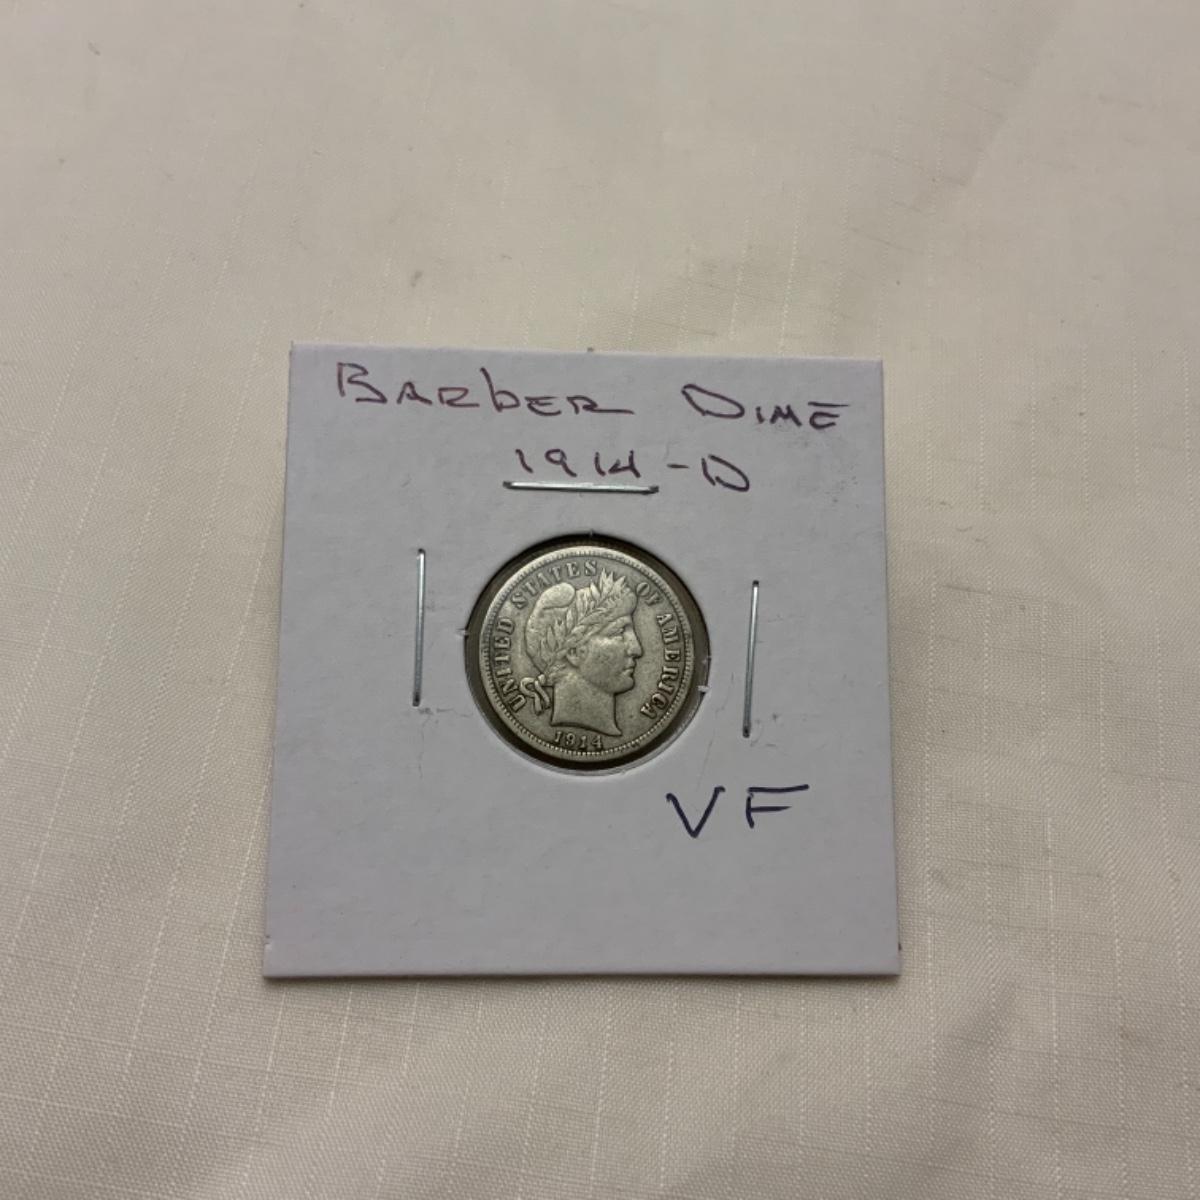 BARbER DIME
1914-D
UNITED STATES OF AMERICA
1914
VF